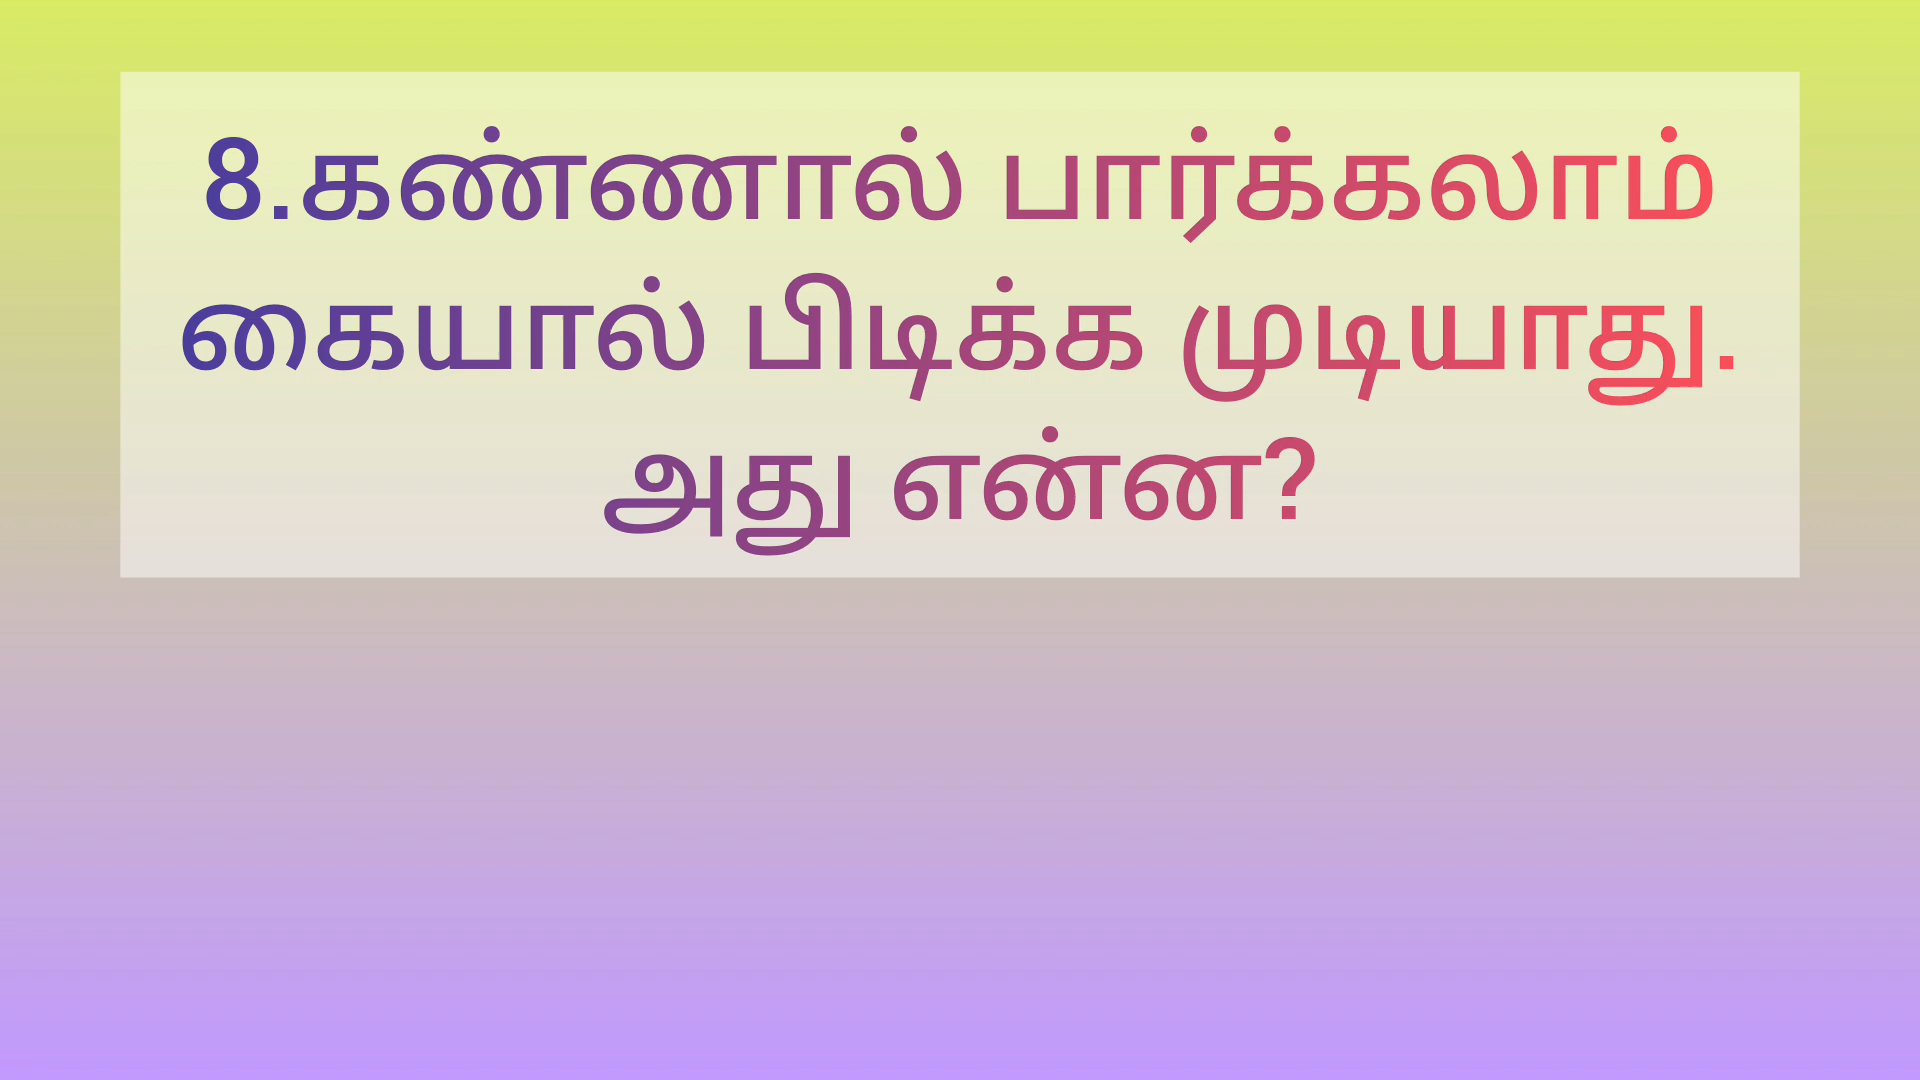 8.கண்ணால் பார்க்கலாம்
கையால் பிடிக்க முடியாது.
அது என்ன?